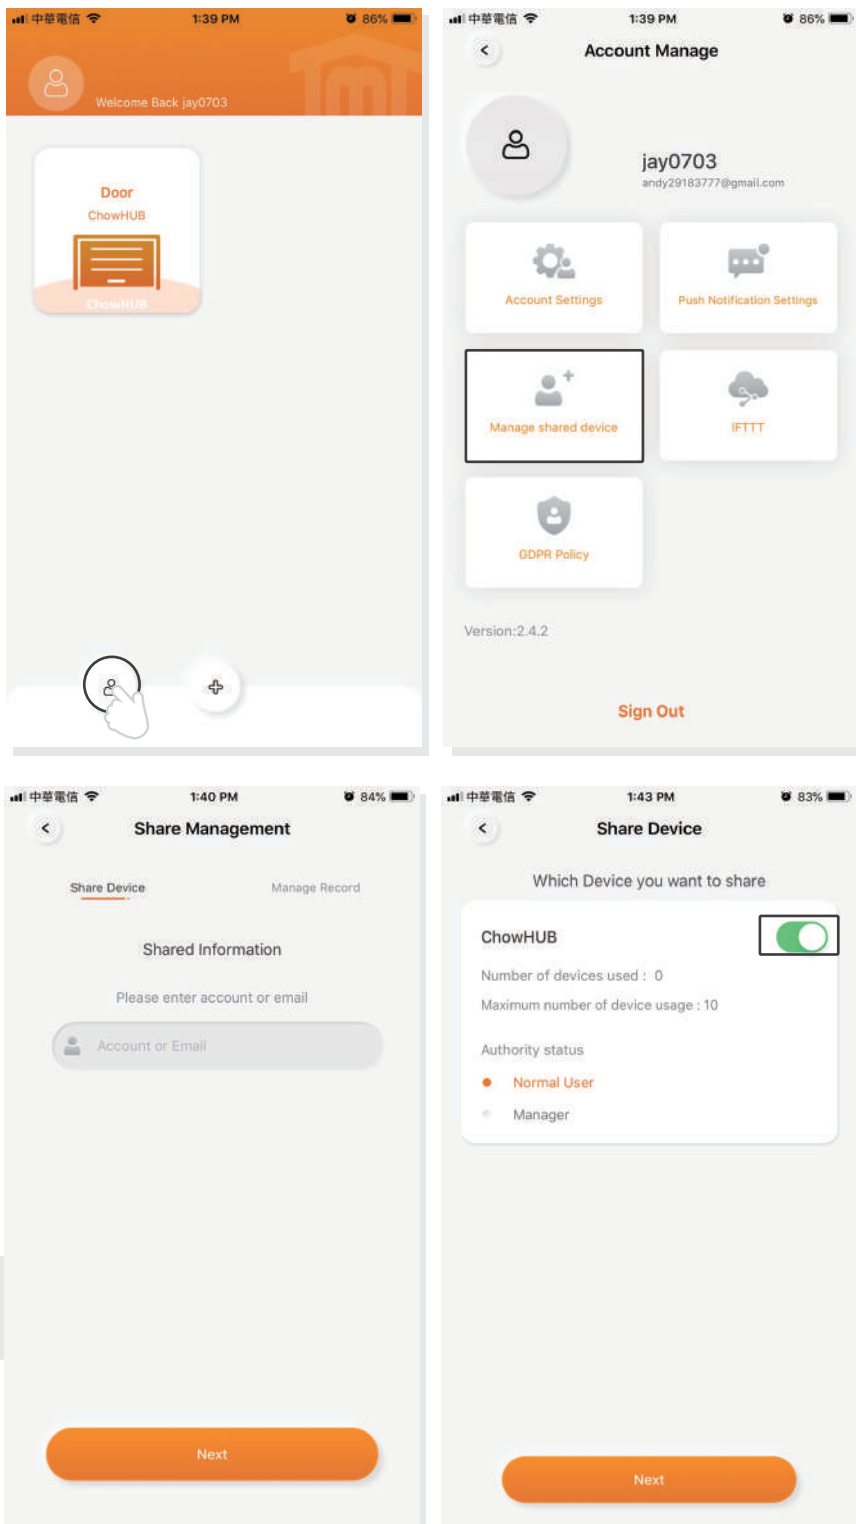 中華電信
1:39 PM
86%
Welcome Back jay0703
Door
ChowHUB
ChowHUB
中華電信
1:39 PM
86%
Account Manage
jay0703
andy29183777@gmail.com
Account Settings
Push Notification Settings
Manage shared device
IFTTT
GDPR Policy
Version:2.4.2
Sign Out
中華電信
1:40 PM
84%
Share Management
Share Device
Manage Record
Shared Information
Please enter account or email
Account or Email
Next
中華電信
1:43 PM
83%
Share Device
Which Device you want to share
ChowHUB
Number of devices used : 0
Maximum number of device usage : 10
Authority status
Normal User
Manager
Next